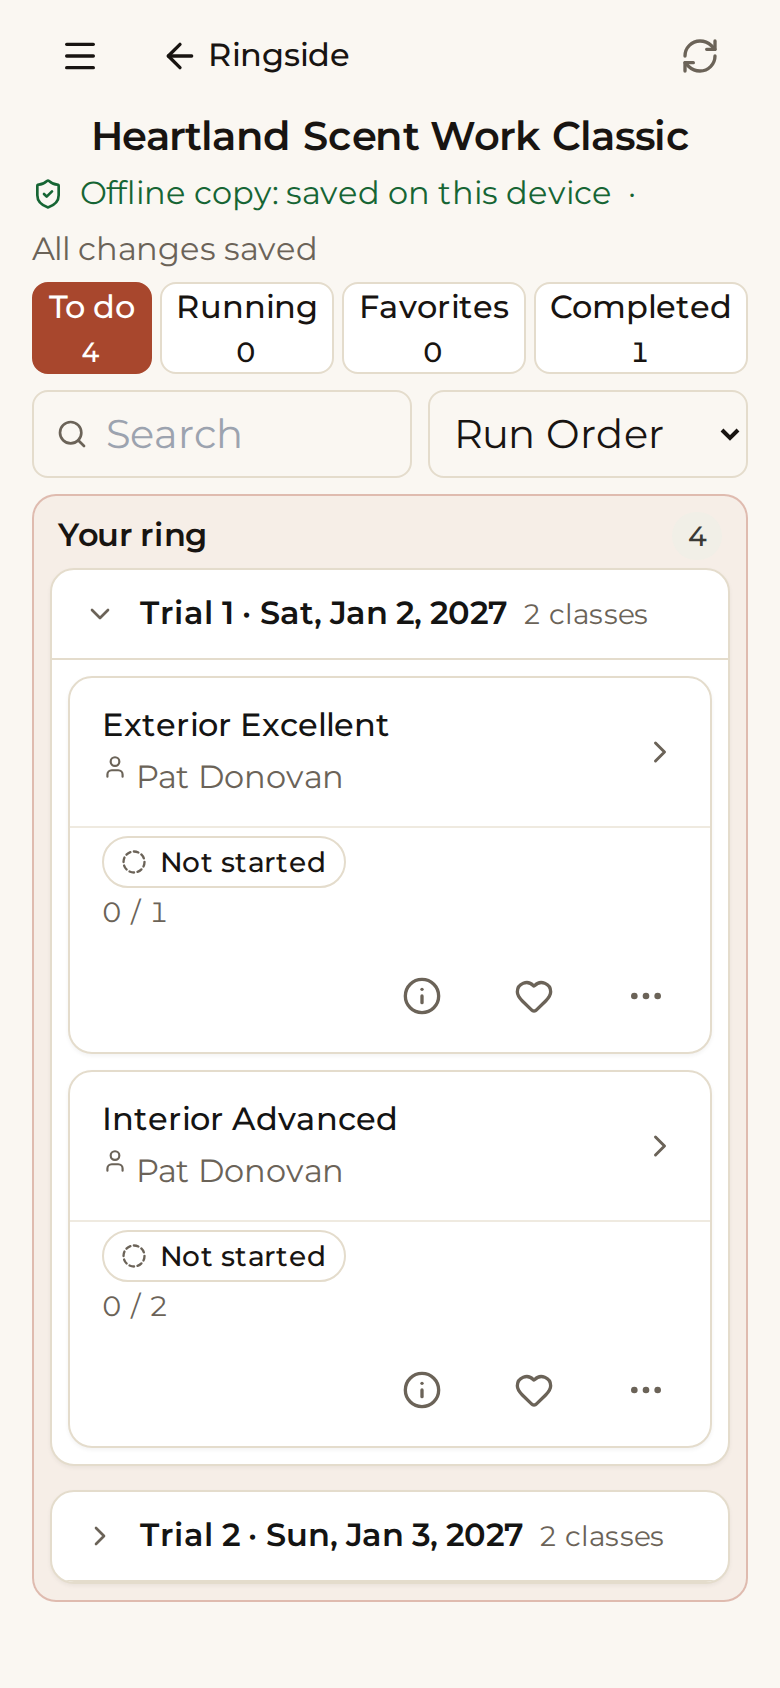 Ringside
Heartland Scent Work Classic
Offline copy: saved on this device ·
All changes saved
To do Running Favorites Completed
4 0 0 1
Search Run Order
Your ring 4
Trial 1 · Sat, Jan 2, 2027 2 classes
Exterior Excellent
Pat Donovan
Not started
0 / 1
Interior Advanced
Pat Donovan
Not started
0 / 2
Trial 2 · Sun, Jan 3, 2027 2 classes